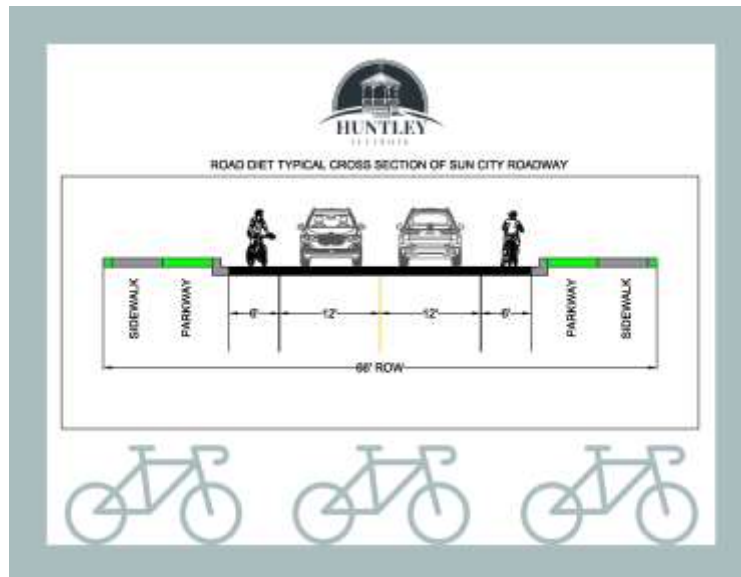 HUNTLEY
ILLINOIS
ROAD DIET TYPICAL CROSS SECTION OF SUN CITY ROADWAY
SIDEWALK
PARKWAY
6'
12'
12'
6'
PARKWAY
SIDEWALK
66' ROW